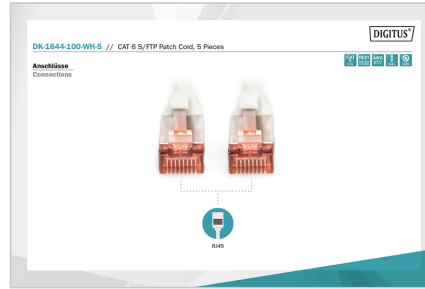 DIGITUS®
DK-1644-100-WH-5 // CAT 6 S/FTP Patch Cord, 5 Pieces
Anschlüsse
Connections
RJ45